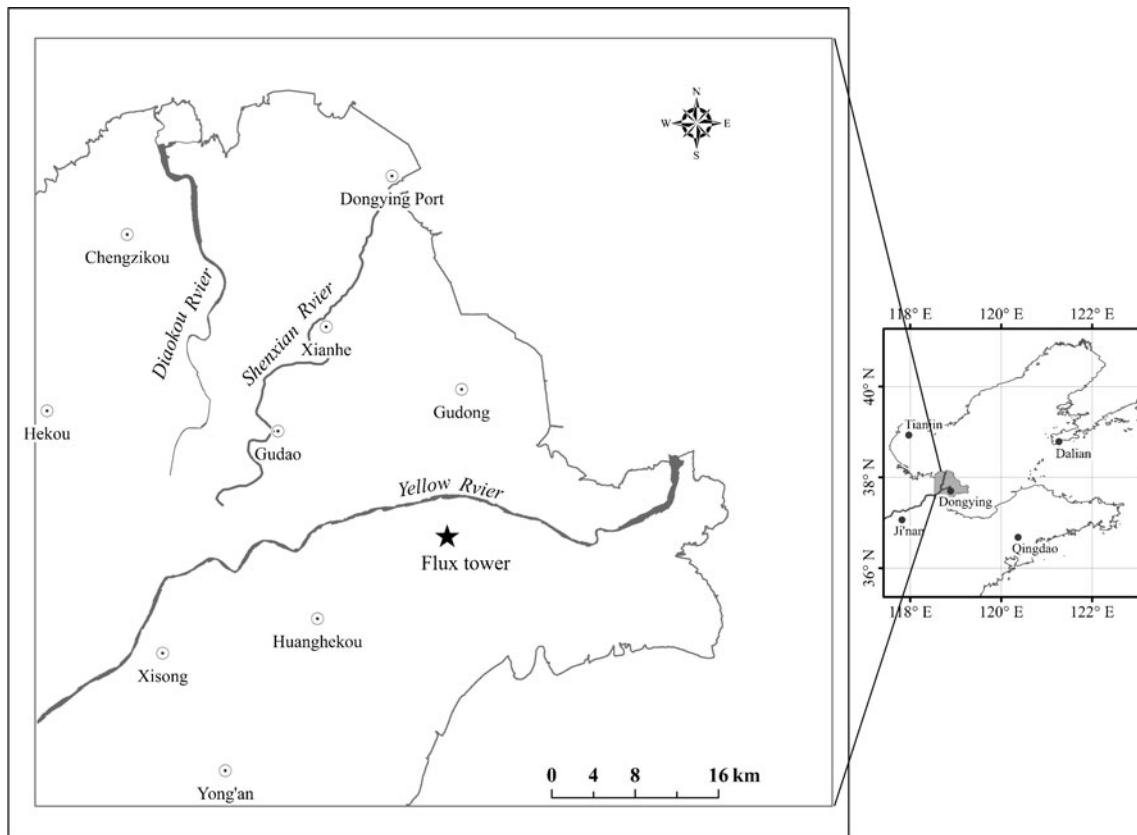 N
W E
S
Dongying Port
Chengzikou
Diaokou Rvier
Shenxian Rvier
Xianhe
Gudong
Hekou
Gudao
Yellow Rvier
Flux tower
Huanghekou
Xisong
Yong'an
0 4 8 16 km
118° E 120° E 122° E
40° N
Tianjin
Dalian
38° N
Dongying
Ji'nan
Qingdao
36° N
118° E 120° E 122° E